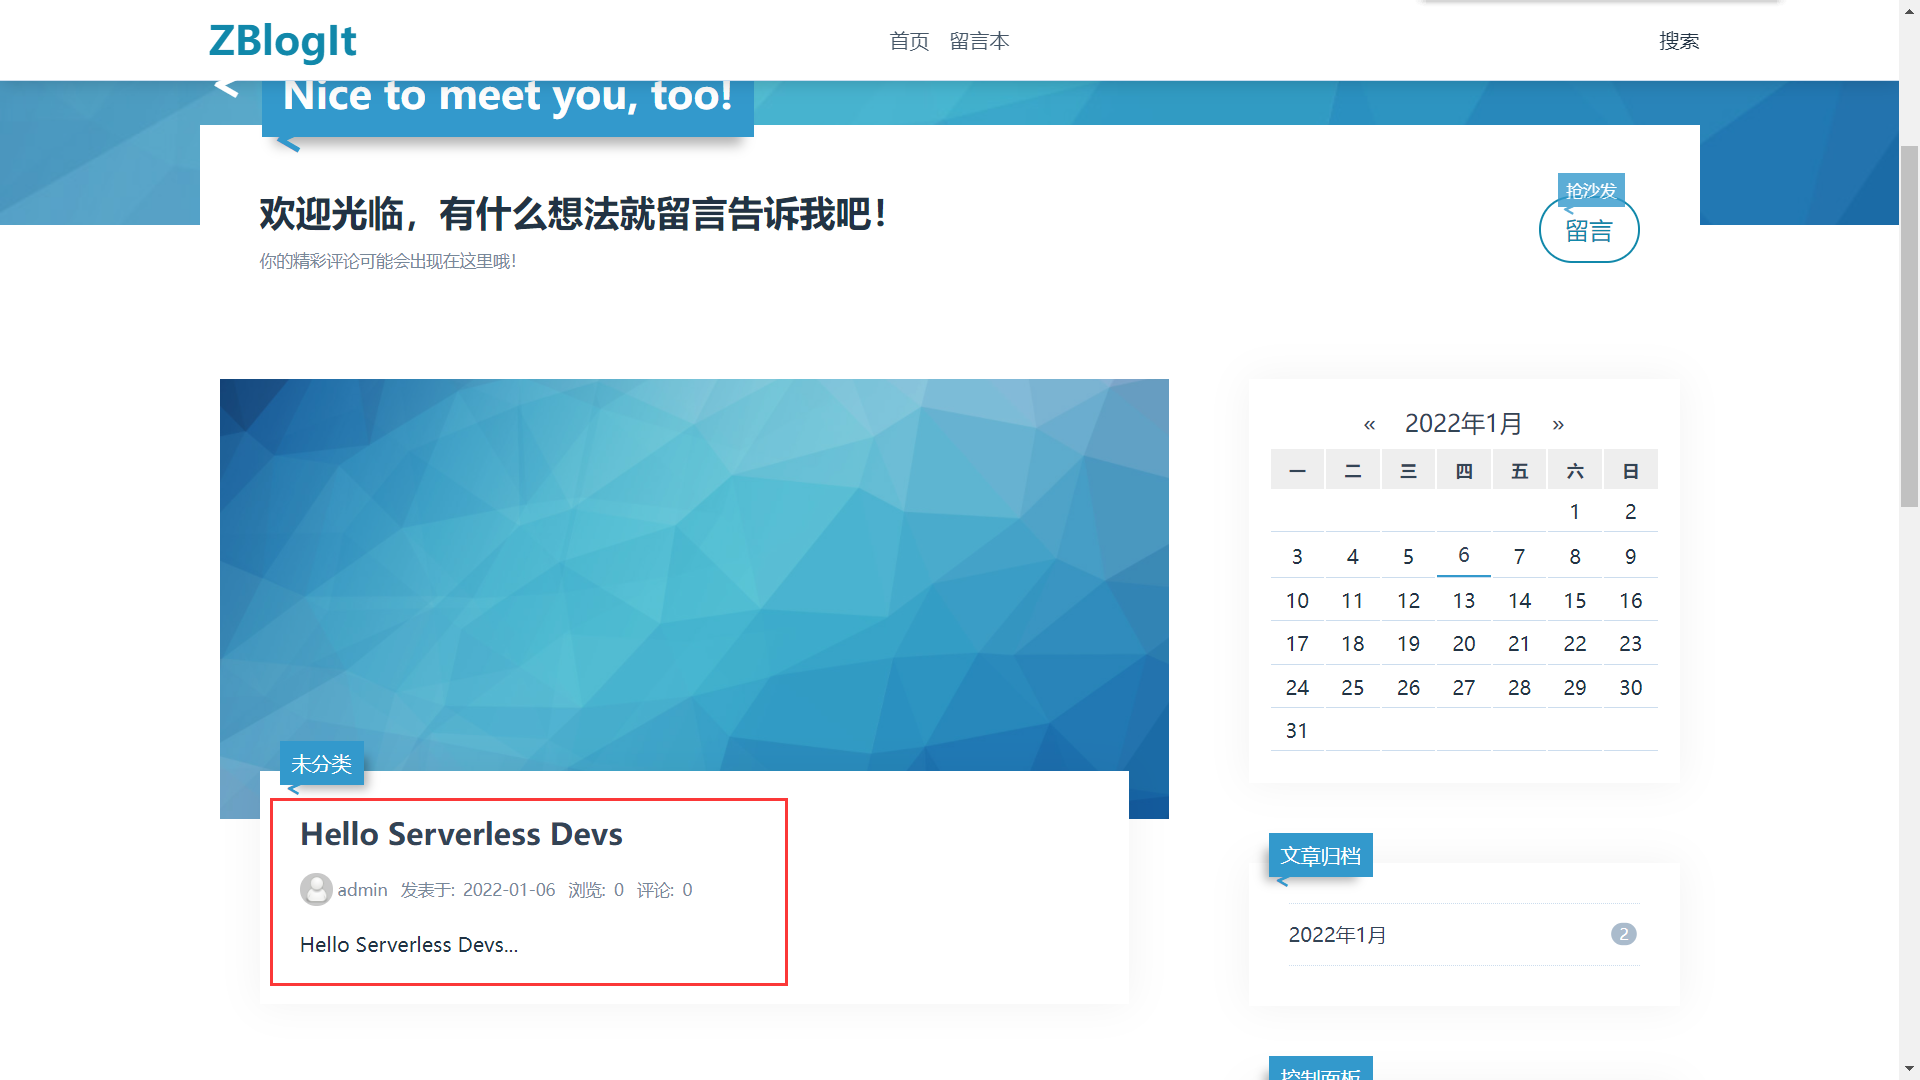 ZBlogIt
首页 留言本
搜索
Nice to meet you, too!
欢迎光临，有什么想法就留言告诉我吧！
你的精彩评论可能会出现在这里哦！
抢沙发
留言
« 2022年1月 »
一 二 三 四 五 六 日
1 2
3 4 5 6 7 8 9
10 11 12 13 14 15 16
17 18 19 20 21 22 23
24 25 26 27 28 29 30
31
未分类
Hello Serverless Devs
admin 发表于: 2022-01-06 浏览: 0 评论: 0
Hello Serverless Devs...
文章归档
2022年1月 2
控制面板